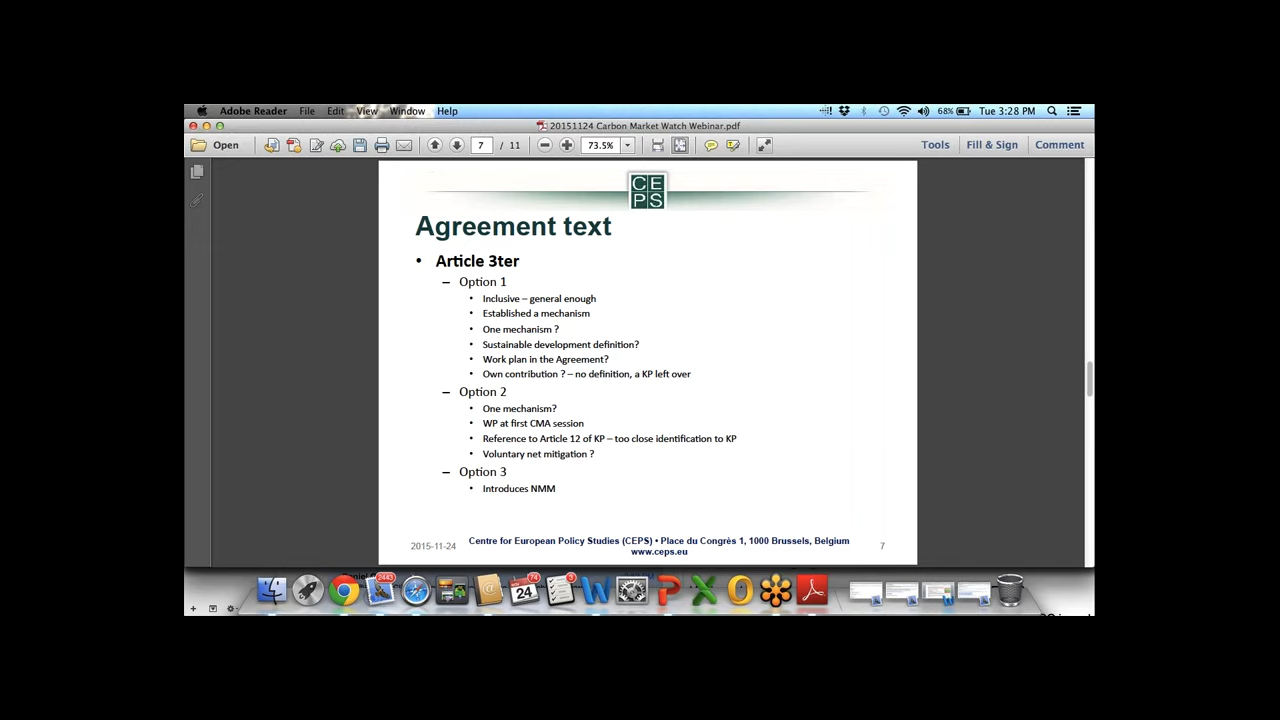 Adobe Reader File Edit View Window Help 68% Tue 3:28 PM
20151124 Carbon Market Watch Webinar.pdf
Open 7 / 11 73.5% Tools Fill & Sign Comment
CE
PS
Agreement text
• Article 3ter
– Option 1
• Inclusive – general enough
• Established a mechanism
• One mechanism ?
• Sustainable development definition?
• Work plan in the Agreement?
• Own contribution ? – no definition, a KP left over
– Option 2
• One mechanism?
• WP at first CMA session
• Reference to Article 12 of KP – too close identification to KP
• Voluntary net mitigation ?
– Option 3
• Introduces NMM
2015-11-24 Centre for European Policy Studies (CEPS) • Place du Congrès 1, 1000 Brussels, Belgium 7
www.ceps.eu
2443 74 3
24